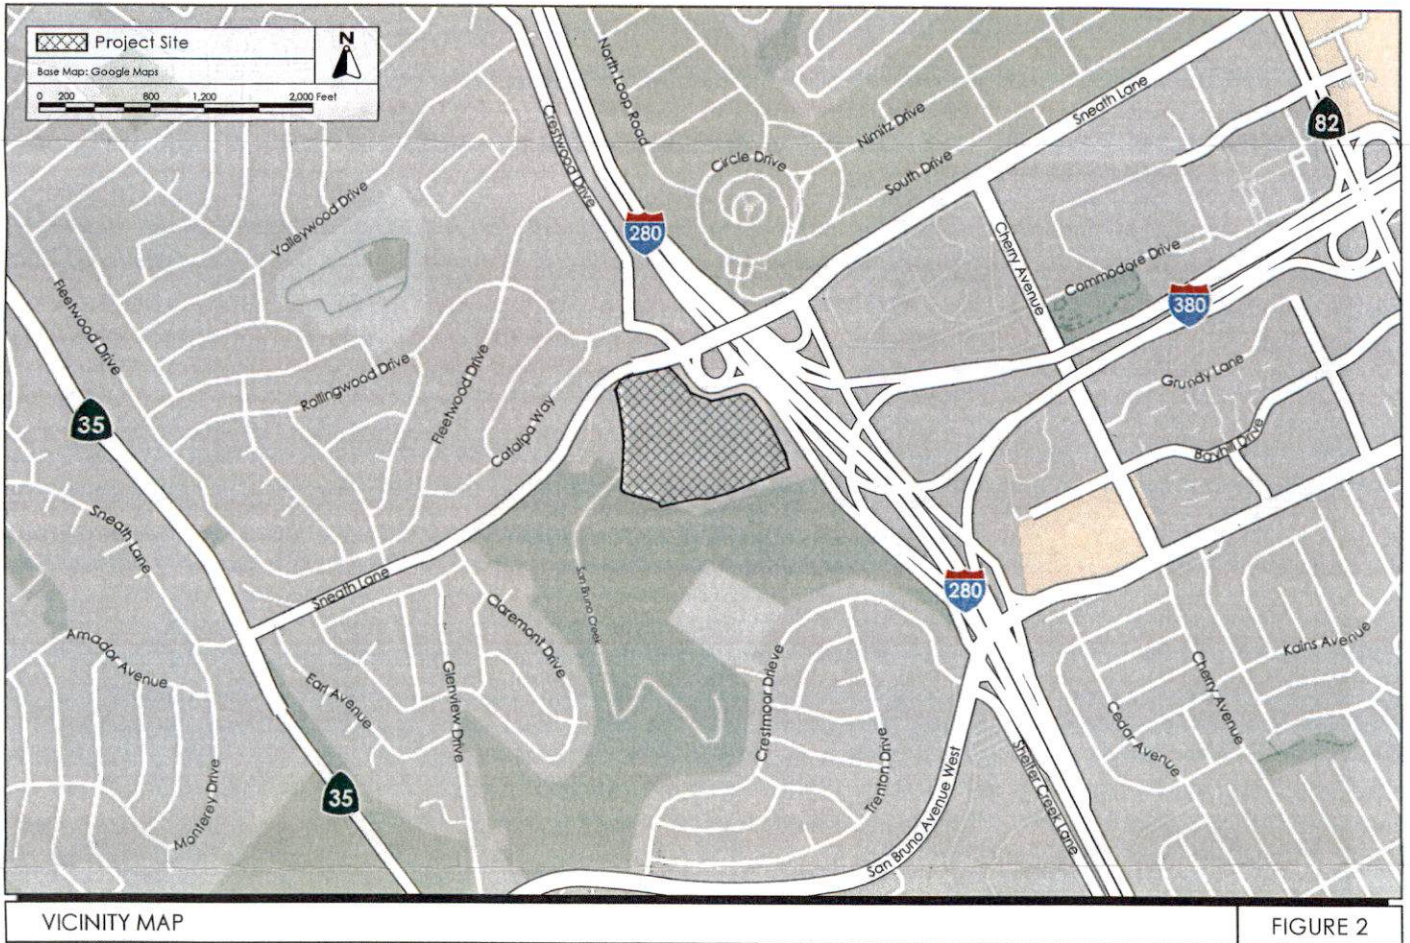 Project Site
N
Base Map: Google Maps
0 200 800 1,200 2,000 Feet
North Loop Road
Crestwood Drive
Circle Drive
Nimitz Drive
South Drive
Sneath Lane
82
Valleywood Drive
280
Cherry Avenue
Commodore Drive
380
Fleetwood Drive
Rollingwood Drive
Fleetwood Drive
Catalpa Way
Grundy Lane
Bayhill Drive
35
Sneath Lane
Sneath Lane
San Bruno Creek
280
Claremont Drive
Amador Avenue
Earl Avenue
Glenview Drive
Crestmoor Drieve
Trenton Drive
Kains Avenue
Cherry Avenue
Cedar Avenue
35
Monterey Drive
San Bruno Avenue West
Shelter Creek Lane
VICINITY MAP
FIGURE 2